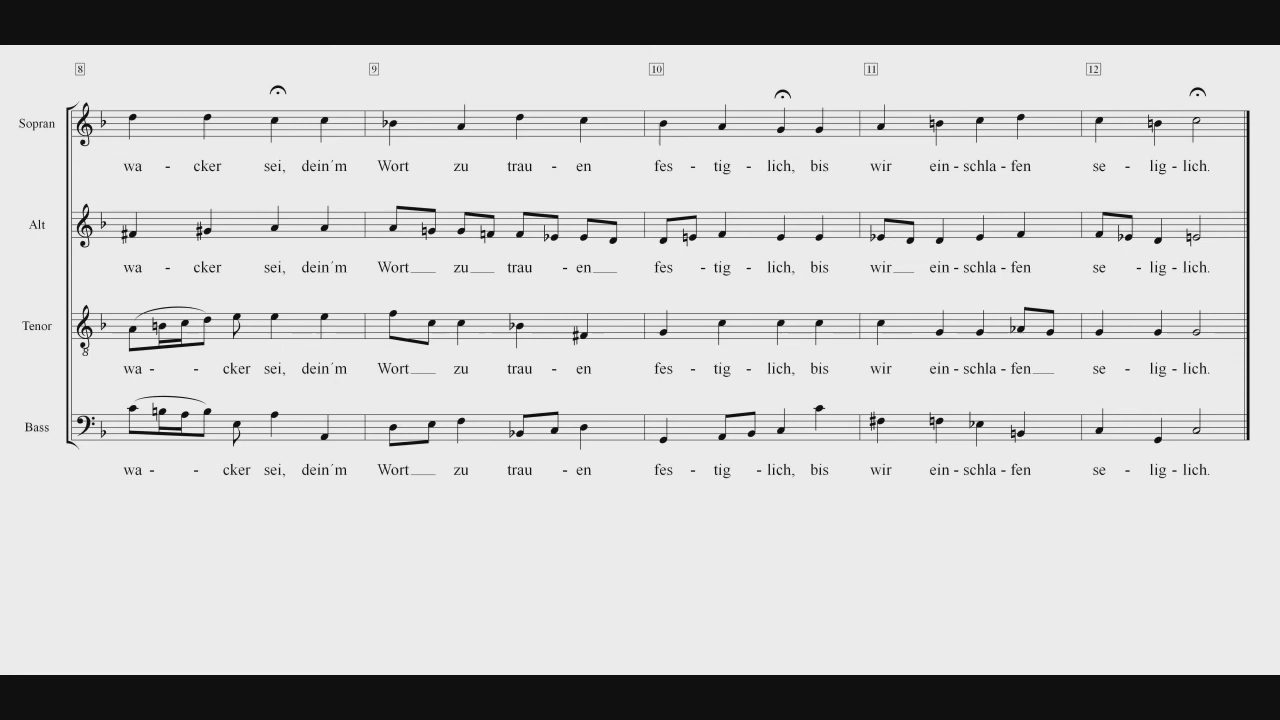 8 9 10 11 12
Sopran
wa - cker sei, dein´m Wort zu trau - en fes - tig - lich, bis wir ein - schla - fen se - lig - lich.
Alt
wa - cker sei, dein´m Wort zu trau - en fes - tig - lich, bis wir ein - schla - fen se - lig - lich.
Tenor
8
wa - - cker sei, dein´m Wort zu trau - en fes - tig - lich, bis wir ein - schla - fen se - lig - lich.
Bass
wa - - cker sei, dein´m Wort zu trau - en fes - tig - lich, bis wir ein - schla - fen se - lig - lich.